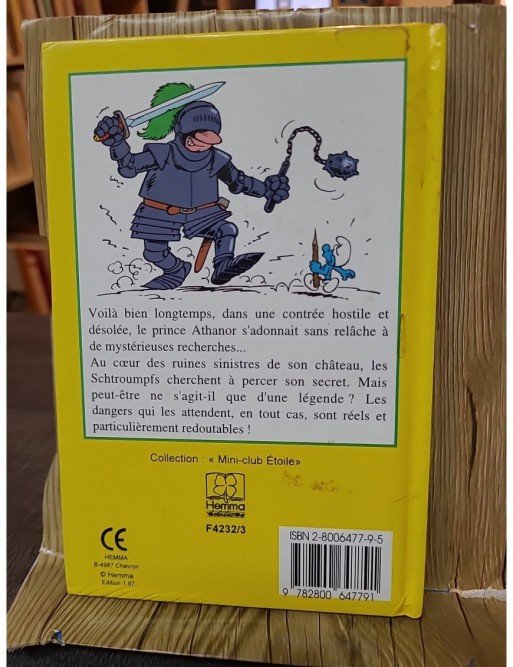 Voilà bien longtemps, dans une contrée hostile et
désolée, le prince Athanor s'adonnait sans relâche à
de mystérieuses recherches...
Au cœur des ruines sinistres de son château, les
Schtroumpfs cherchent à percer son secret. Mais
peut-être ne s'agit-il que d'une légende ? Les
dangers qui les attendent, en tout cas, sont réels et
particulièrement redoutables !
Collection : « Mini-club Étoile»
Hemma
éditions
F4232/3
CE
HEMMA
B-4987 Chevron
© Hemma
Edition 1.97
ISBN 2-8006477-9-5
9 782800 647791